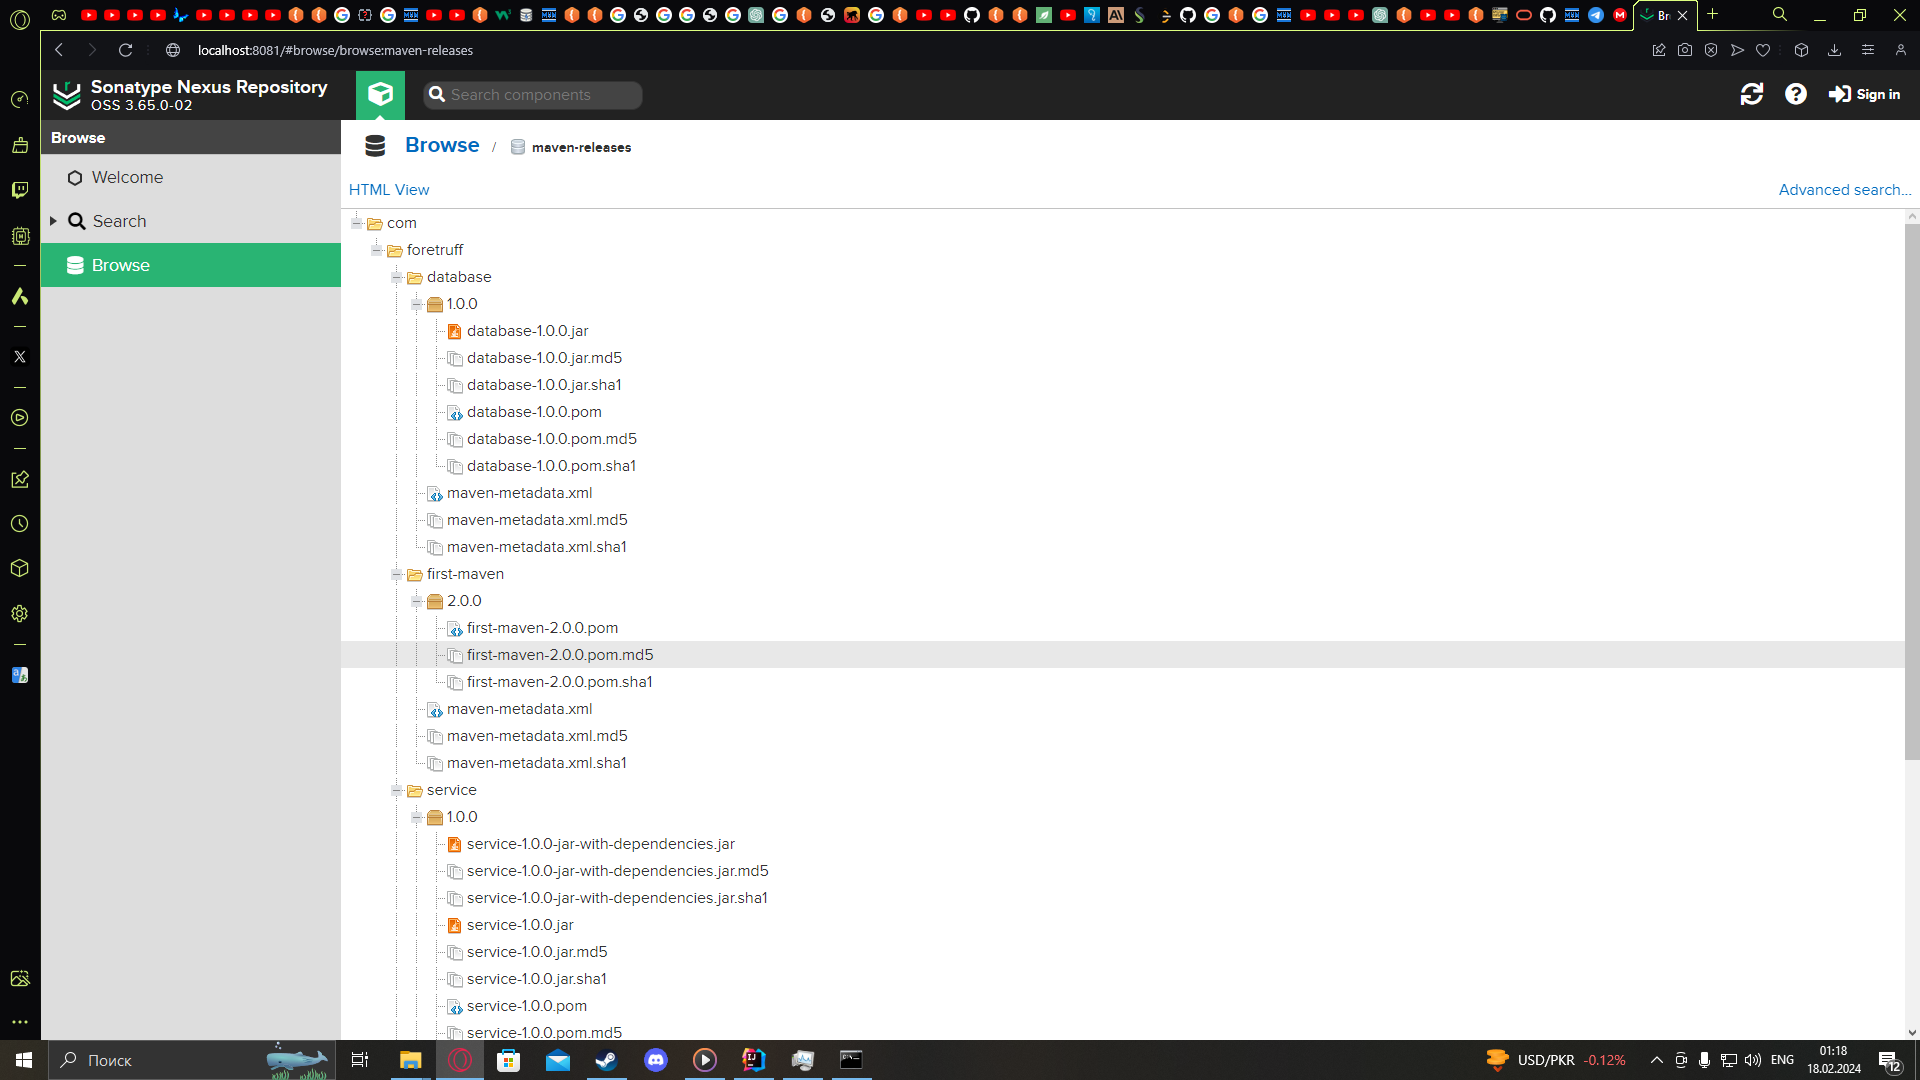 Br
localhost:8081/#browse/browse:maven-releases
Sonatype Nexus Repository
OSS 3.65.0-02
Search components
Sign in
Browse
Welcome
Search
Browse
Browse / maven-releases
HTML View
Advanced search...
com
foretruff
database
1.0.0
database-1.0.0.jar
database-1.0.0.jar.md5
database-1.0.0.jar.sha1
database-1.0.0.pom
database-1.0.0.pom.md5
database-1.0.0.pom.sha1
maven-metadata.xml
maven-metadata.xml.md5
maven-metadata.xml.sha1
first-maven
2.0.0
first-maven-2.0.0.pom
first-maven-2.0.0.pom.md5
first-maven-2.0.0.pom.sha1
maven-metadata.xml
maven-metadata.xml.md5
maven-metadata.xml.sha1
service
1.0.0
service-1.0.0-jar-with-dependencies.jar
service-1.0.0-jar-with-dependencies.jar.md5
service-1.0.0-jar-with-dependencies.jar.sha1
service-1.0.0.jar
service-1.0.0.jar.md5
service-1.0.0.jar.sha1
service-1.0.0.pom
service-1.0.0.pom.md5
Поиск
USD/PKR -0.12%
ENG
01:18
18.02.2024
12